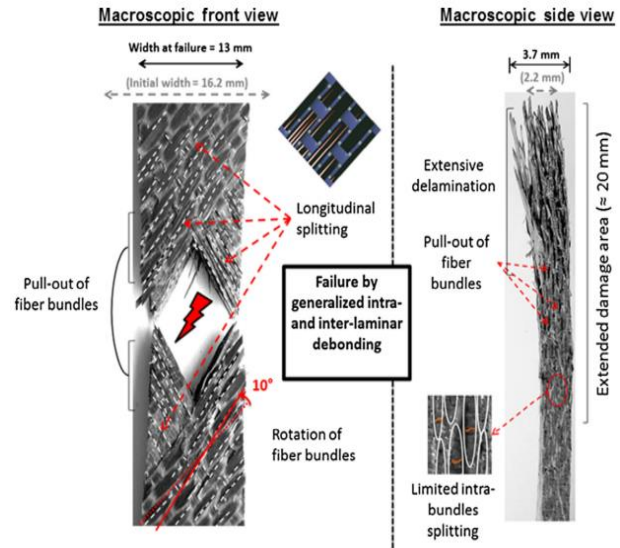 Macroscopic front view
Width at failure = 13 mm
(Initial width = 16.2 mm)
Longitudinal
splitting
Pull-out of
fiber bundles
Failure by
generalized intra-
and inter-laminar
debonding
10°
Rotation of
fiber bundles
Macroscopic side view
3.7 mm
(2.2 mm)
Extensive
delamination
Pull-out of
fiber
bundles
Extended damage area (≈ 20 mm)
Limited intra-
bundles
splitting